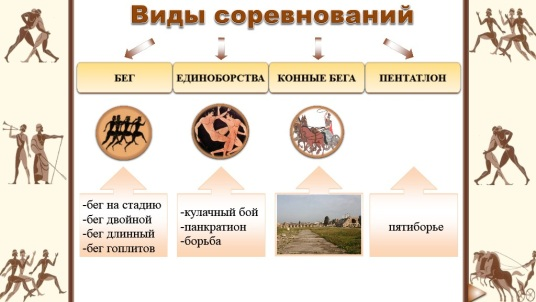 Виды соревнований
БЕГ
ЕДИНОБОРСТВА
КОННЫЕ БЕГА
ПЕНТАТЛОН
-бег на стадию
-бег двойной
-бег длинный
-бег гоплитов
-кулачный бой
-панкратион
-борьба
пятиборье